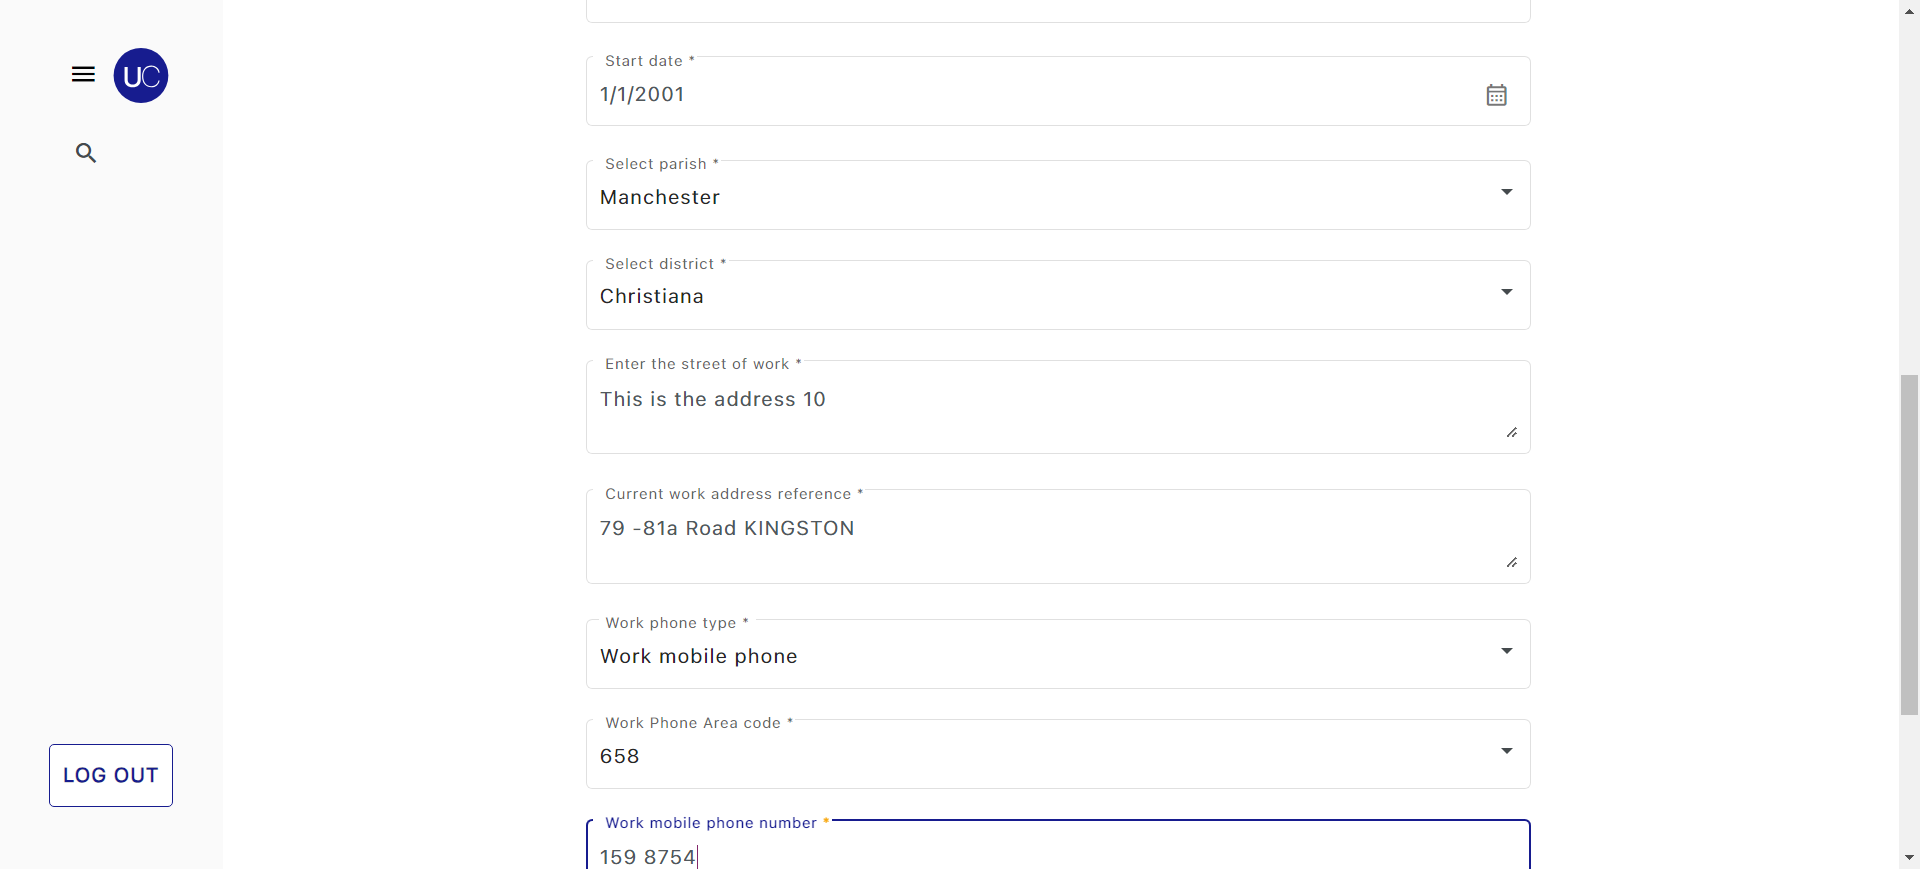 UC
Start date *
1/1/2001
Select parish *
Manchester
Select district *
Christiana
Enter the street of work *
This is the address 10
Current work address reference *
79 -81a Road KINGSTON
Work phone type *
Work mobile phone
Work Phone Area code *
658
LOG OUT
Work mobile phone number *
159 8754